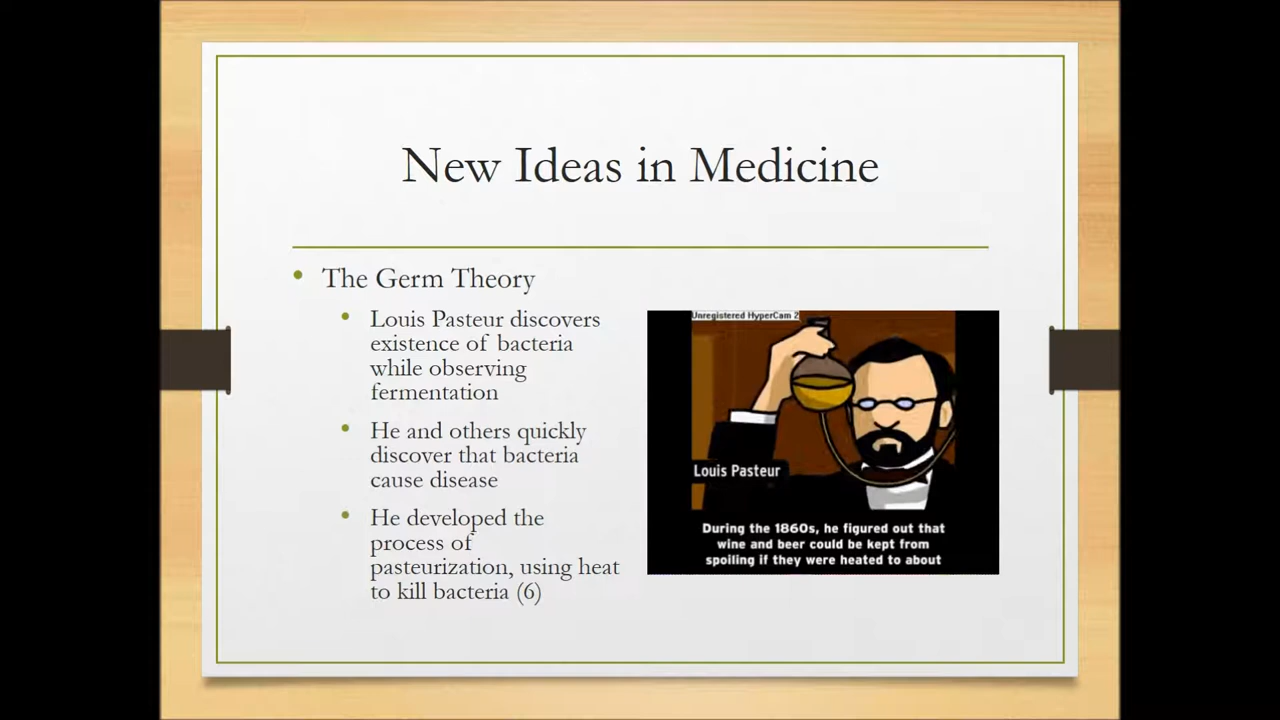 New Ideas in Medicine
The Germ Theory
Louis Pasteur discovers
existence of bacteria
while observing
fermentation
He and others quickly
discover that bacteria
cause disease
He developed the
process of
pasteurization, using heat
to kill bacteria (6)
Unregistered HyperCam 2
Louis Pasteur
During the 1860s, he figured out that
wine and beer could be kept from
spoiling if they were heated to about